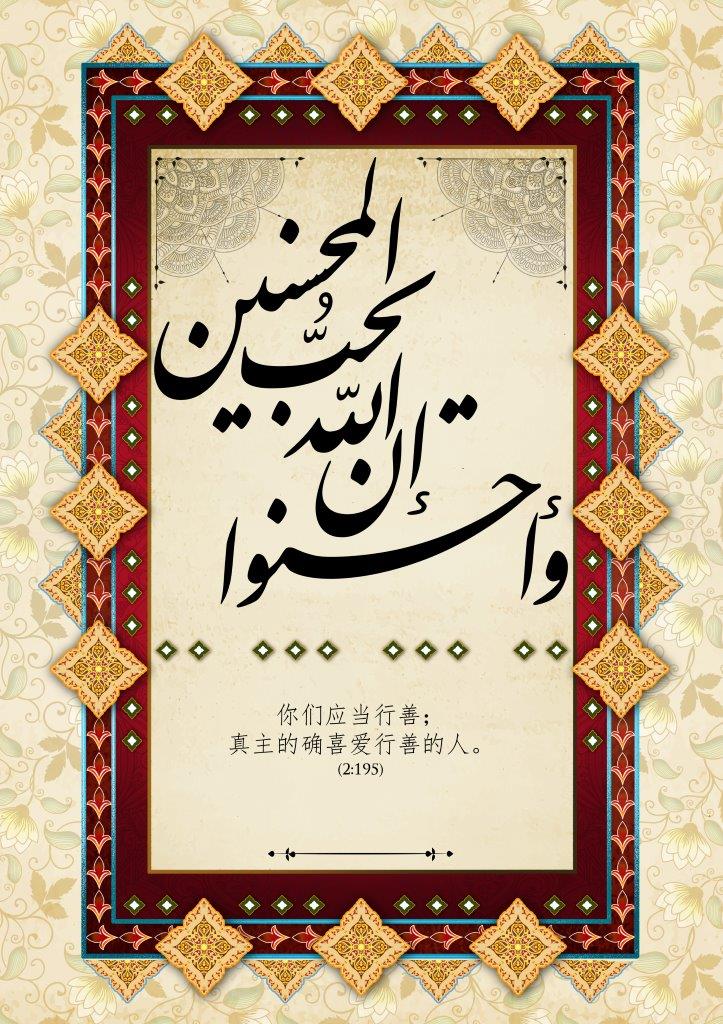 وأحسنوا
إن الله
لحبُّ
المحسنين
你们应当行善；
真主的确喜爱行善的人。
(2:195)